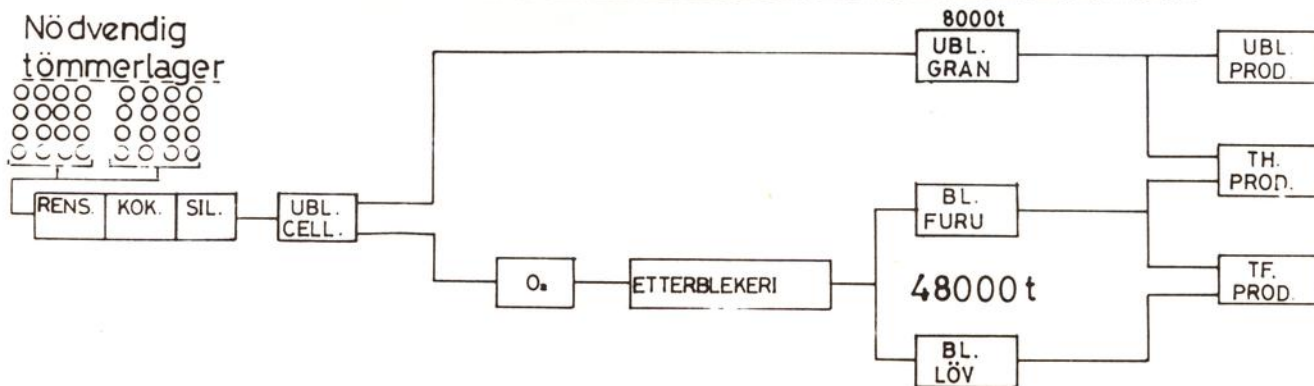 Nödvendig
tömmerlager
RENS.
KOK.
SIL.
UBL.
CELL.
O₂
ETTERBLEKERI
8000t
UBL.
GRAN
BL.
FURU
48000t
BL.
LÖV
UBL.
PROD.
TH.
PROD.
TF.
PROD.